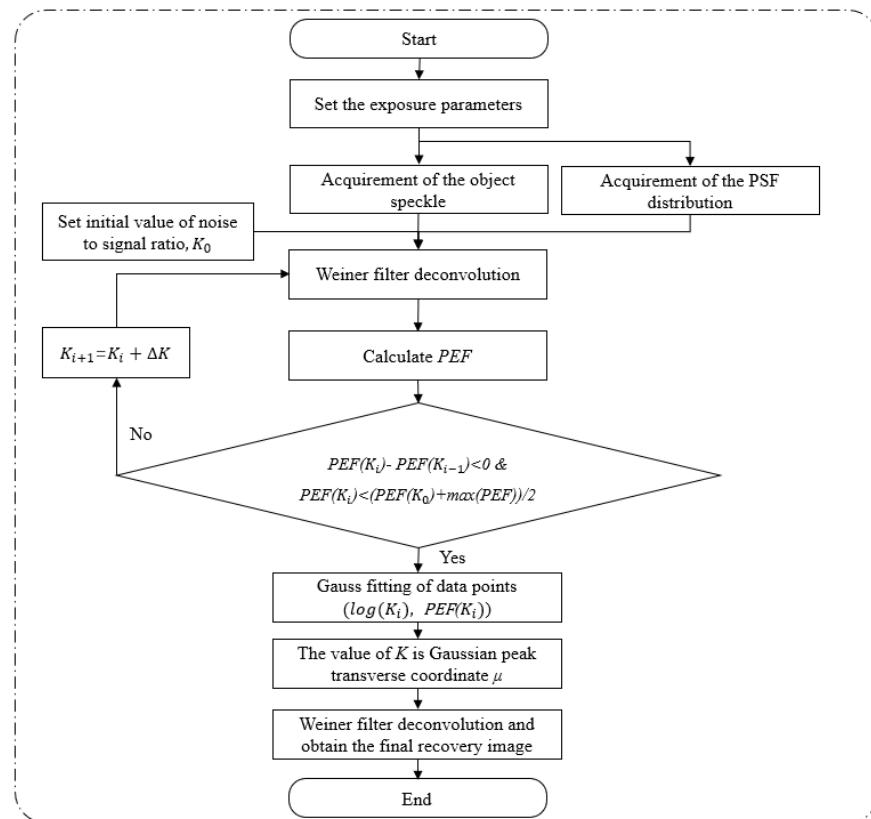 Start
Set the exposure parameters
Acquirement of the object
speckle
Acquirement of the PSF
distribution
Set initial value of noise
to signal ratio, K₀
Weiner filter deconvolution
Kᵢ₊₁=Kᵢ + ΔK
Calculate PEF
No
PEF(Kᵢ)- PEF(Kᵢ₋₁)<0 &
PEF(Kᵢ)<(PEF(K₀)+max(PEF))/2
Yes
Gauss fitting of data points
(log(Kᵢ), PEF(Kᵢ))
The value of K is Gaussian peak
transverse coordinate μ
Weiner filter deconvolution and
obtain the final recovery image
End